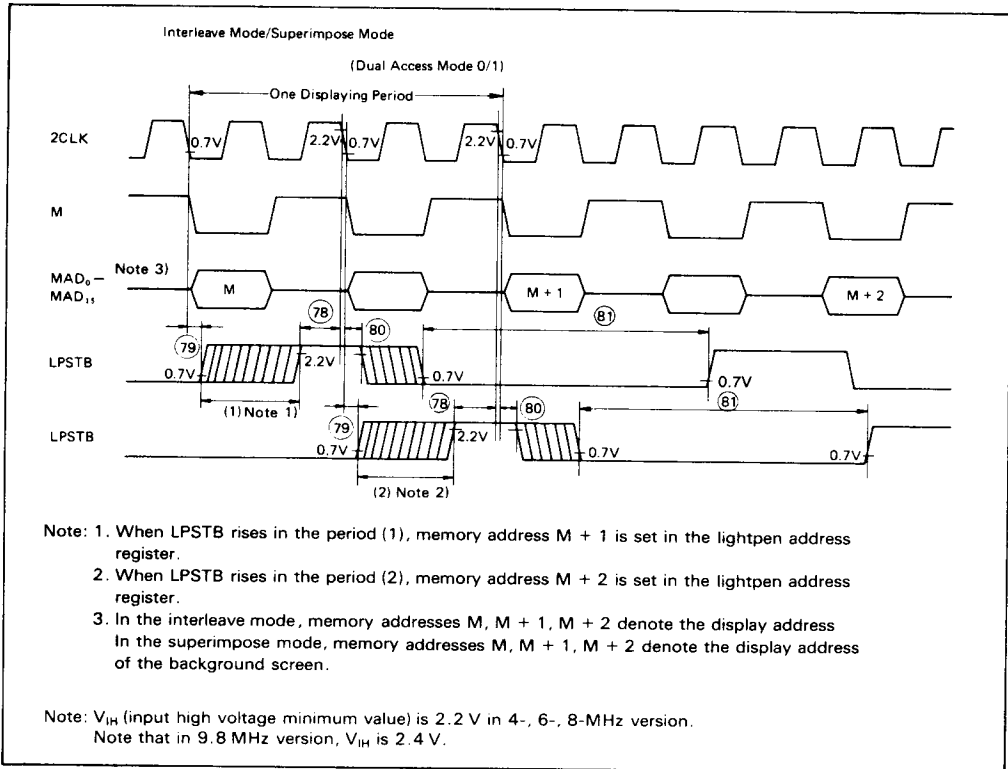 Interleave Mode/Superimpose Mode
(Dual Access Mode 0/1)
One Displaying Period
2CLK
0.7V 2.2V 0.7V 2.2V 0.7V
M
MAD₀ – MAD₁₅ Note 3)
M M + 1 M + 2
78 80 81
79
LPSTB
0.7V 2.2V 0.7V 0.7V
(1) Note 1)
78 80 81
79
LPSTB
0.7V 2.2V 0.7V 0.7V
(2) Note 2)
Note: 1. When LPSTB rises in the period (1), memory address M + 1 is set in the lightpen address
register.
2. When LPSTB rises in the period (2), memory address M + 2 is set in the lightpen address
register.
3. In the interleave mode, memory addresses M, M + 1, M + 2 denote the display address
In the superimpose mode, memory addresses M, M + 1, M + 2 denote the display address
of the background screen.
Note: V_IH (input high voltage minimum value) is 2.2 V in 4-, 6-, 8-MHz version.
Note that in 9.8 MHz version, V_IH is 2.4 V.